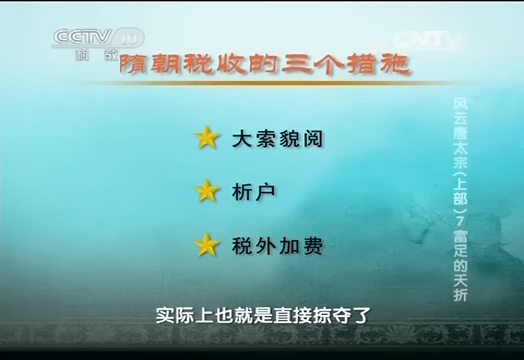 CCTV 10
科教
CNTV
隋朝税收的三个措施
大索貌阅
析户
税外加费
风云唐太宗(上部)7富足的夭折
实际上也就是直接掠夺了